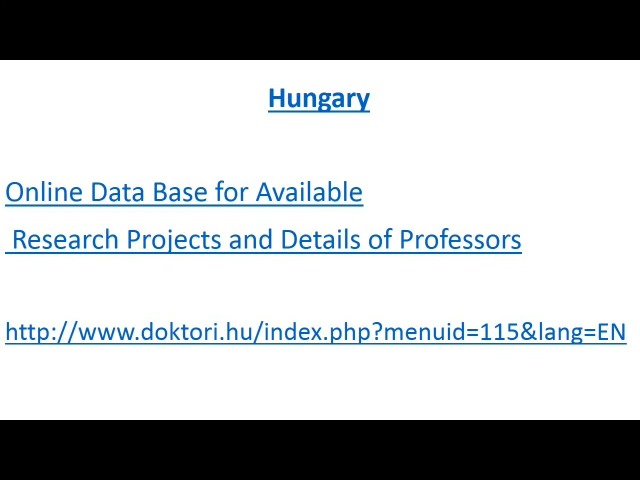 Hungary
Online Data Base for Available
Research Projects and Details of Professors
http://www.doktori.hu/index.php?menuid=115&lang=EN